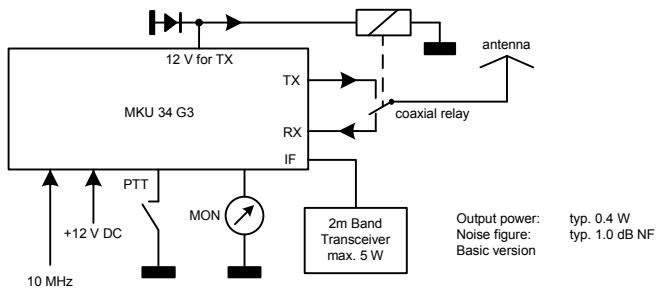 12 V for TX
antenna
TX
MKU 34 G3
coaxial relay
RX
IF
PTT
MON
+12 V DC
10 MHz
2m Band
Transceiver
max. 5 W
Output power: typ. 0.4 W
Noise figure: typ. 1.0 dB NF
Basic version